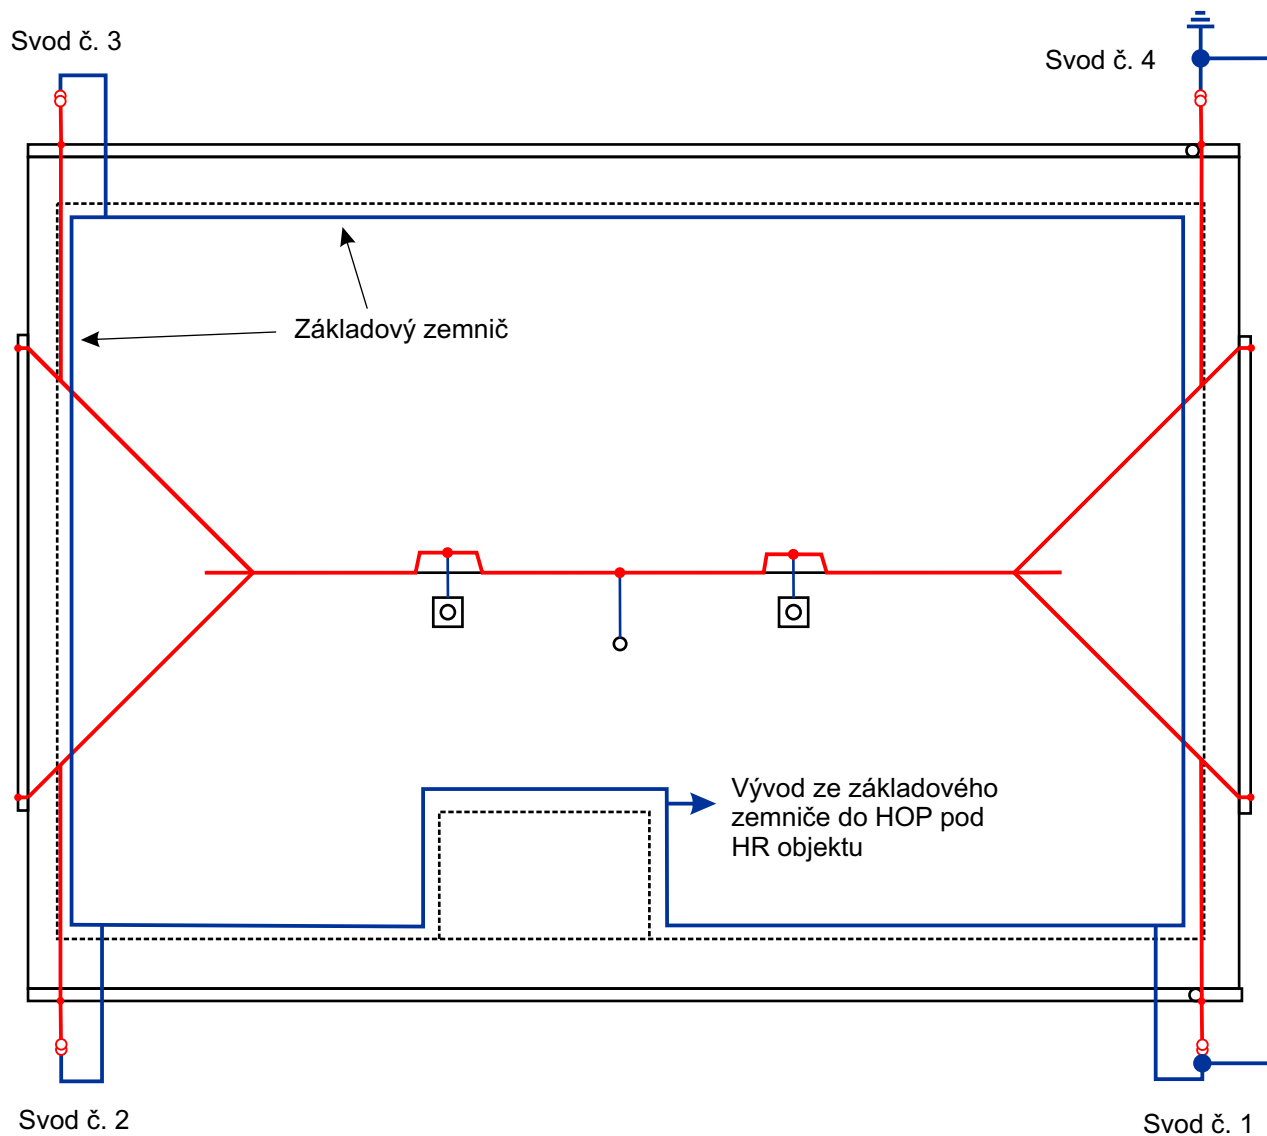 Svod č. 3
Svod č. 4
Základový zemnič
Vývod ze základového
zemniče do HOP pod
HR objektu
Svod č. 2
Svod č. 1